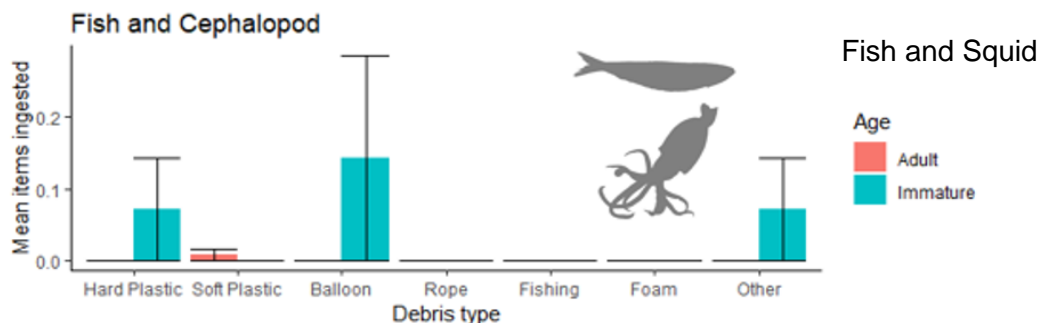 Fish and Cephalopod
Fish and Squid
Mean items ingested
0.2
0.1
0.0
Hard Plastic Soft Plastic Balloon Rope Fishing Foam Other
Debris type
Age
Adult
Immature